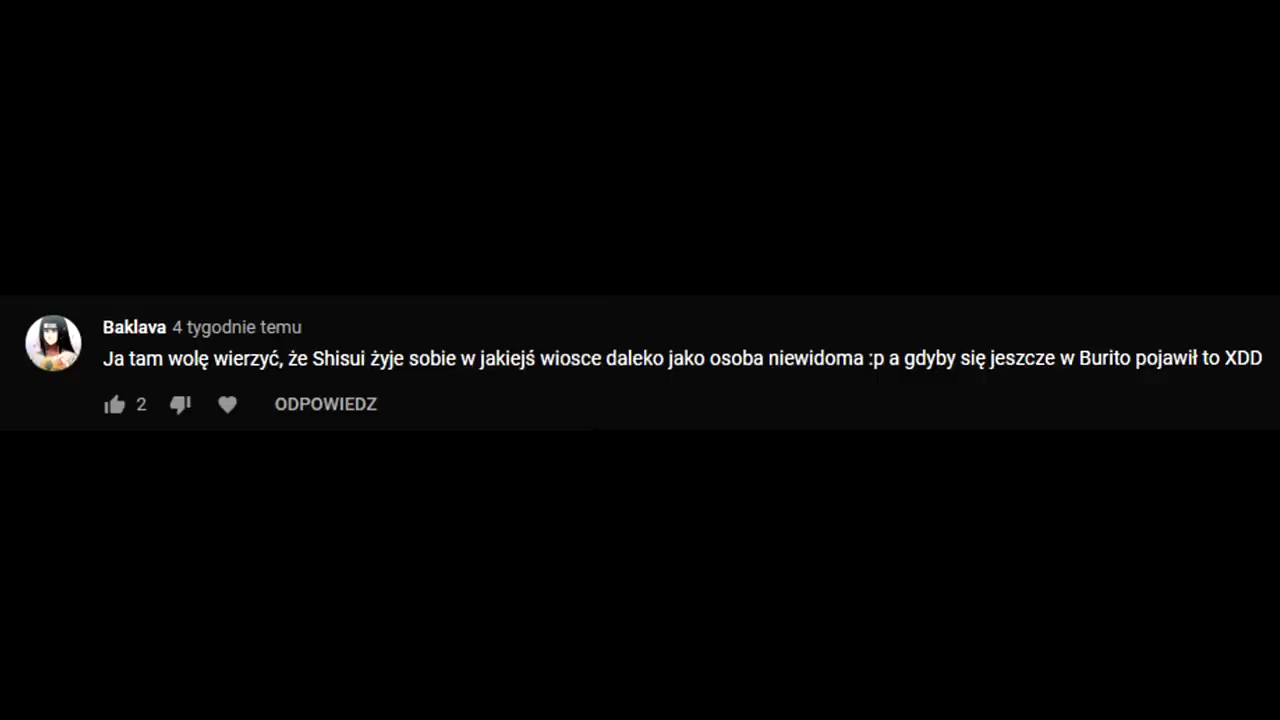 Baklava 4 tygodnie temu
Ja tam wolę wierzyć, że Shisui żyje sobie w jakiejś wiosce daleko jako osoba niewidoma :p a gdyby się jeszcze w Burito pojawił to XDD
2 ODPOWIEDZ